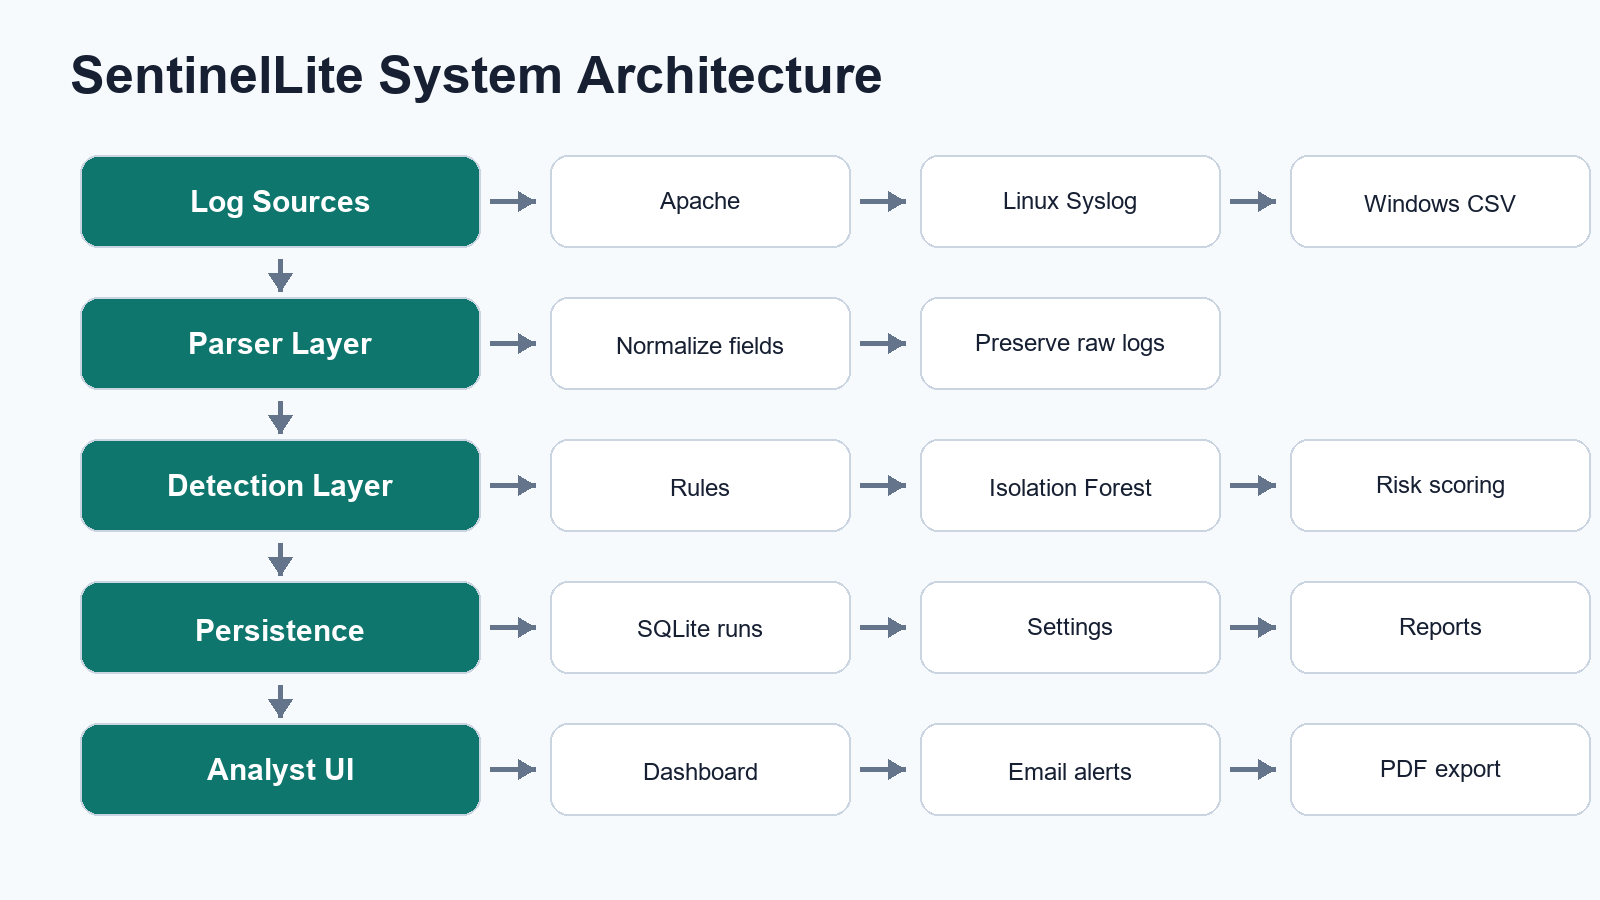 SentinelLite System Architecture
Log Sources
Apache
Linux Syslog
Windows CSV
Parser Layer
Normalize fields
Preserve raw logs
Detection Layer
Rules
Isolation Forest
Risk scoring
Persistence
SQLite runs
Settings
Reports
Analyst UI
Dashboard
Email alerts
PDF export